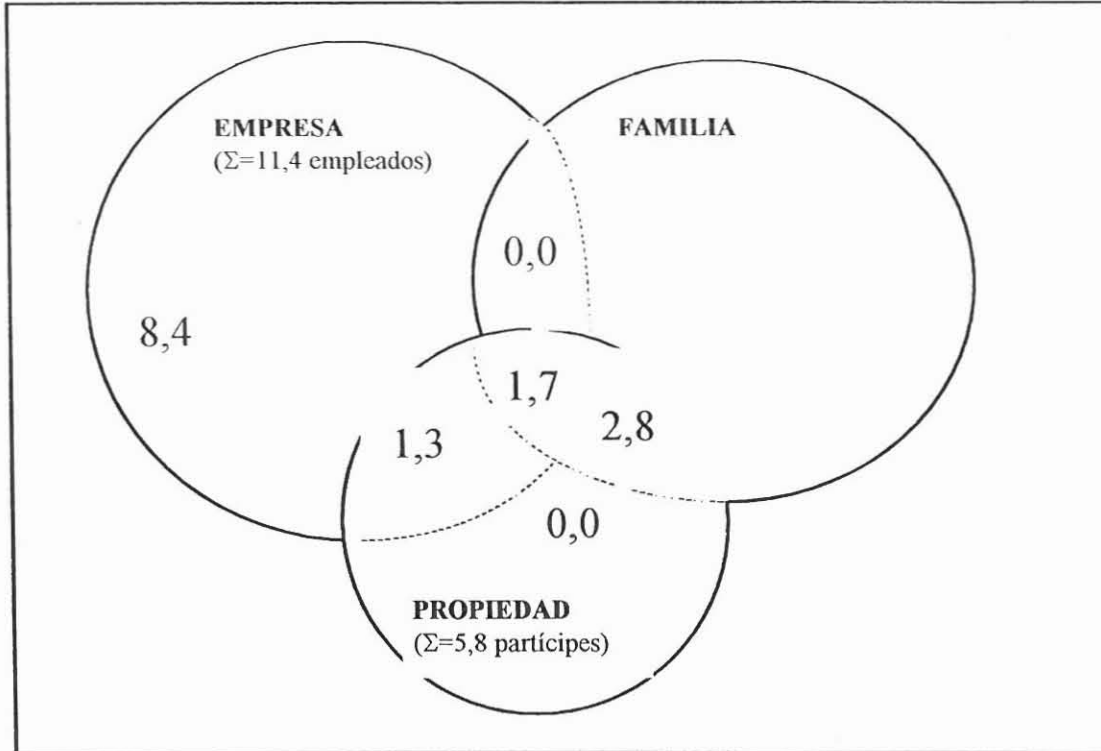 EMPRESA
(Σ=11,4 empleados)
FAMILIA
0,0
8,4
1,7
1,3
2,8
0,0
PROPIEDAD
(Σ=5,8 partícipes)